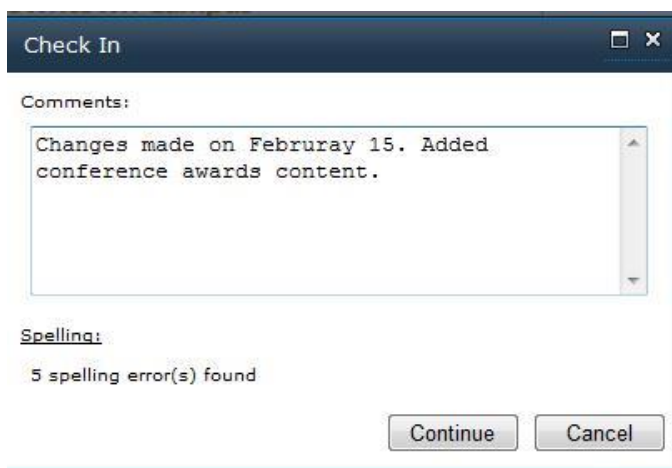 Check In
Comments:
Changes made on Februray 15. Added
conference awards content.
Spelling:
5 spelling error(s) found
Continue Cancel